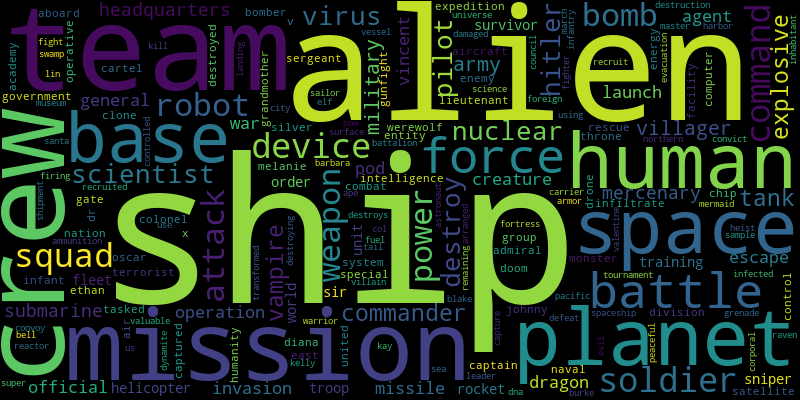 headquarters
aboard
bomber
v
virus
expedition
universe
survivor
bomb
destruction
master
harbor
agent
team
alien
hitler
pilot
vincent
military
gunfight
army
enemy
aircraft
sergeant
lieutenant
damaged
vessel
council
fighter
march
infantry
energy
evacuation
facility
computer
command
explosive
inhabitant
academy
fight
swamp
lin
operative
cartel
destroyed
landing
grandmother
kill
government
museum
general
robot
launch
recruit
science
foreign
using
sailor
elf
city
clone
war
silver
werewolf
entity
nuclear
rescue
throne
villager
northern
convict
santa
controlled
base
device
force
human
crew
firing
shipment
recruited
scientist
melanie
barbara
order
battalion
surface
pod
intelligence
creature
combat
ape
astronaut
drone
carrier
armor
mercenary
chip
mermaid
tank
infiltrate
gate
dr
nation
colonel
use
x
ammunition
attack
ship
weapon
power
destroy
unit
destroys
fuel
tail
col
system
special
villain
remaining
arranged
group
admiral
doom
fortress
space
valentine
heist
sample
monster
training
escape
squad
oscar
infant
fleet
terrorist
ethan
vampire
transformed
destroying
world
tournament
infected
battle
control
submarine
tasked
operation
sir
warrior
commander
blake
johnny
pacific
spaceship
division
grenade
defeat
convoy
bell
reactor
valuable
air
us
dynamite
captured
humanity
mission
diana
east
kelly
united
kay
sea
leader
capture
captain
planet
evil
peaceful
corporal
raven
super
official
helicopter
invasion
troop
missile
rocket
dna
naval
dragon
burke
soldier
sniper
satellite